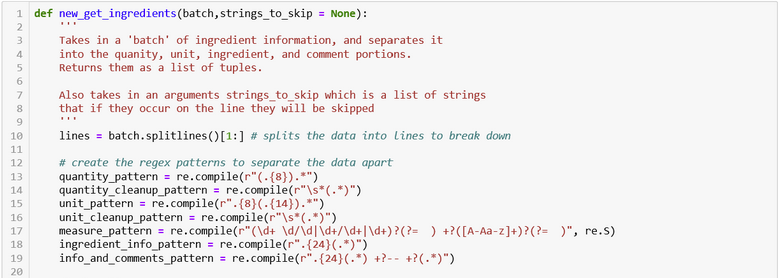 1 def new_get_ingredients(batch,strings_to_skip = None):
2 '''
3 Takes in a 'batch' of ingredient information, and separates it
4 into the quanity, unit, ingredient, and comment portions.
5 Returns them as a list of tuples.
6
7 Also takes in an arguments strings_to_skip which is a list of strings
8 that if they occur on the line they will be skipped
9 '''
10 lines = batch.splitlines()[1:] # splits the data into lines to break down
11
12 # create the regex patterns to separate the data apart
13 quantity_pattern = re.compile(r"(.{8}).*")
14 quantity_cleanup_pattern = re.compile(r"\s*(.*)")
15 unit_pattern = re.compile(r".{8}(.{14}).*")
16 unit_cleanup_pattern = re.compile(r"\s*(.*)")
17 measure_pattern = re.compile(r"(\d+ \d/\d|\d+/\d+|\d+)?(?=  ) +?([A-Aa-z]+)?(?=  )", re.S)
18 ingredient_info_pattern = re.compile(r".{24}(.*)")
19 info_and_comments_pattern = re.compile(r".{24}(.*) +?-- +?(.*)")
20